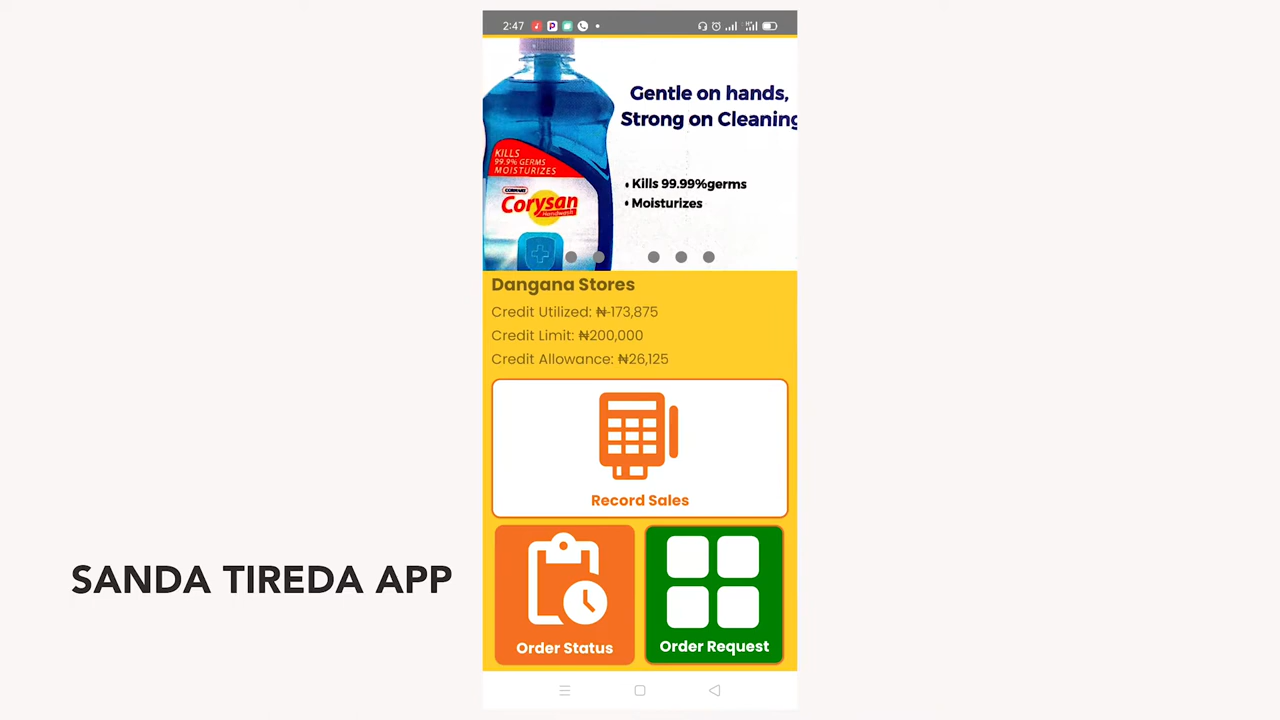 2:47
Gentle on hands,
Strong on Cleaning
KILLS
99.9% GERMS
MOISTURIZES
Corysan
Handwash
• Kills 99.99%germs
• Moisturizes
Dangana Stores
Credit Utilized: ₦-173,875
Credit Limit: ₦200,000
Credit Allowance: ₦26,125
Record Sales
SANDA TIREDA APP
Order Status
Order Request